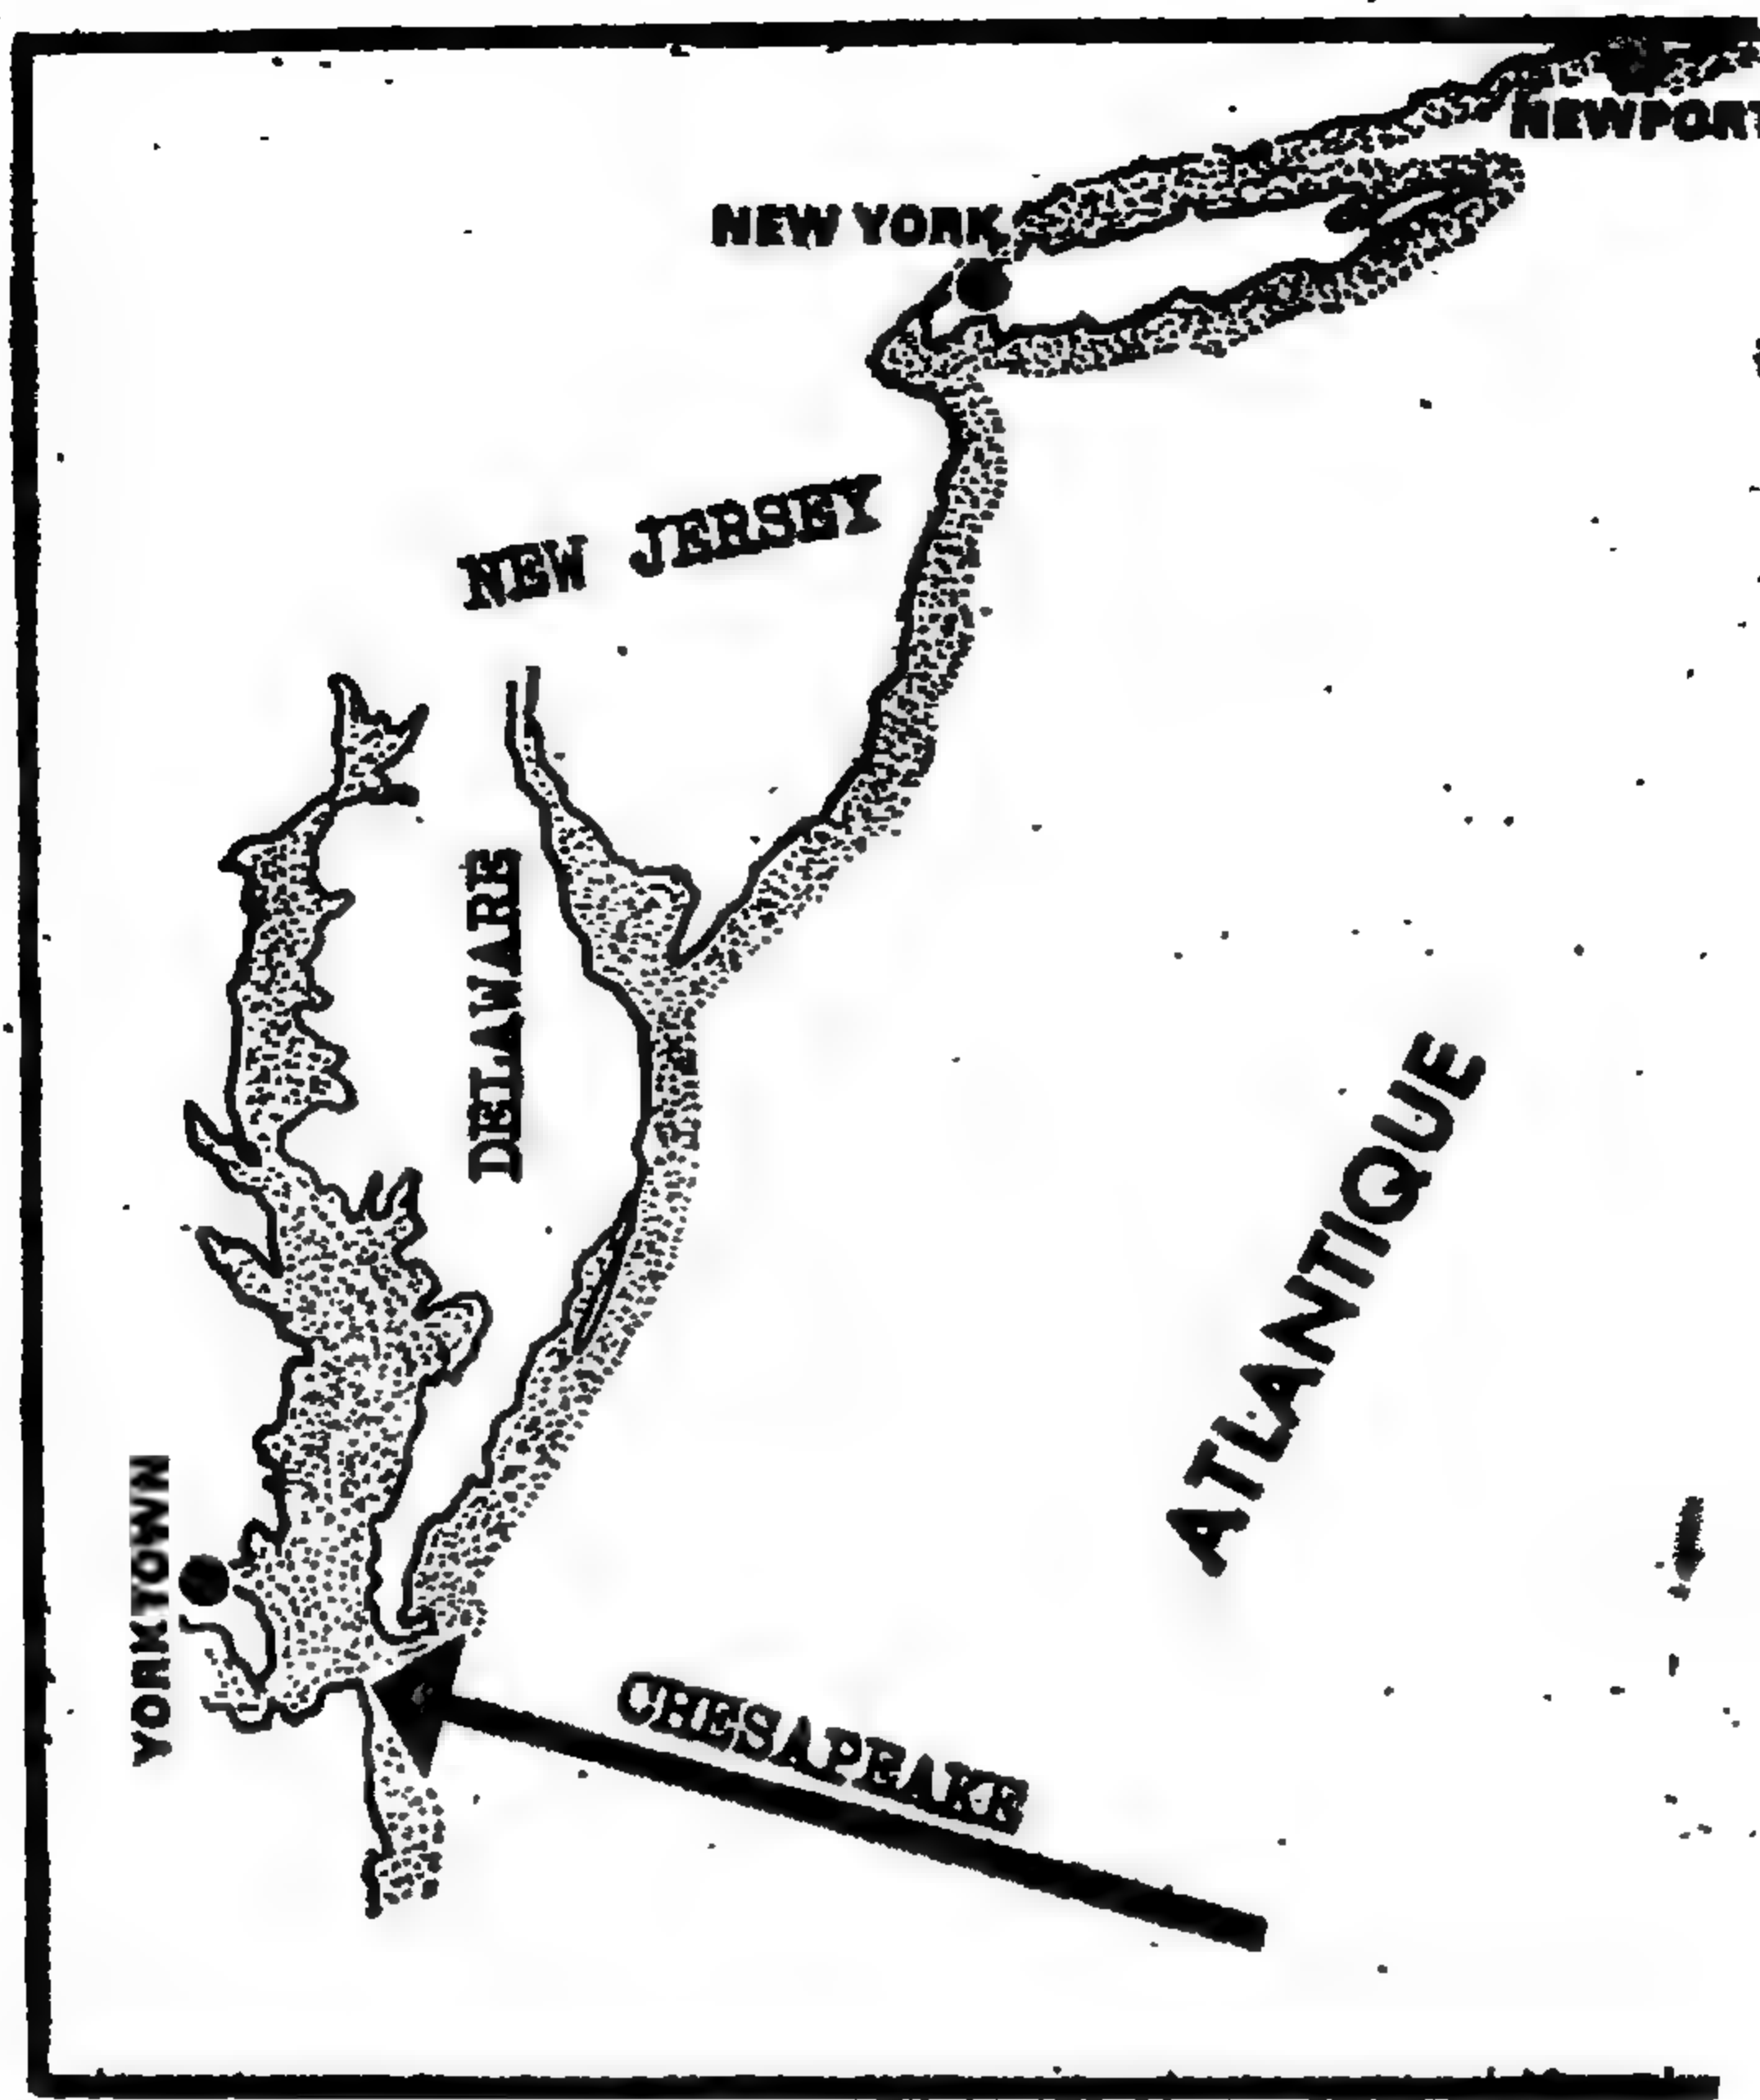 NEWPORT
NEW YORK
NEW JERSEY
DELAWARE
ATLANTIQUE
YORKTOWN
CHESAPEAKE